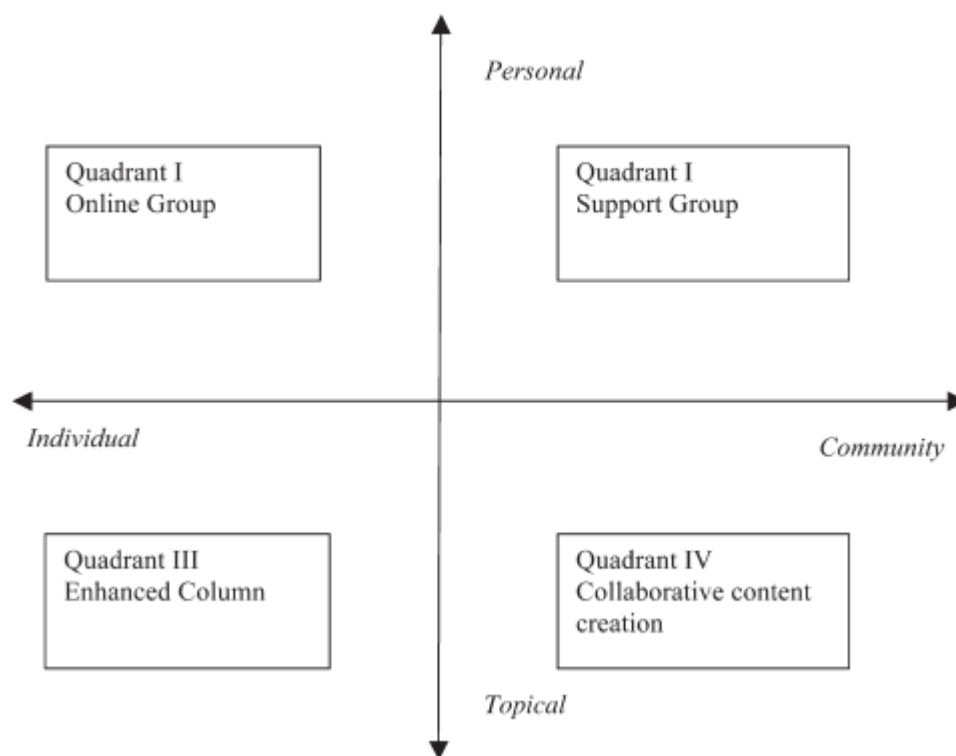 Personal
Quadrant I
Online Group
Quadrant I
Support Group
Individual
Community
Quadrant III
Enhanced Column
Quadrant IV
Collaborative content
creation
Topical